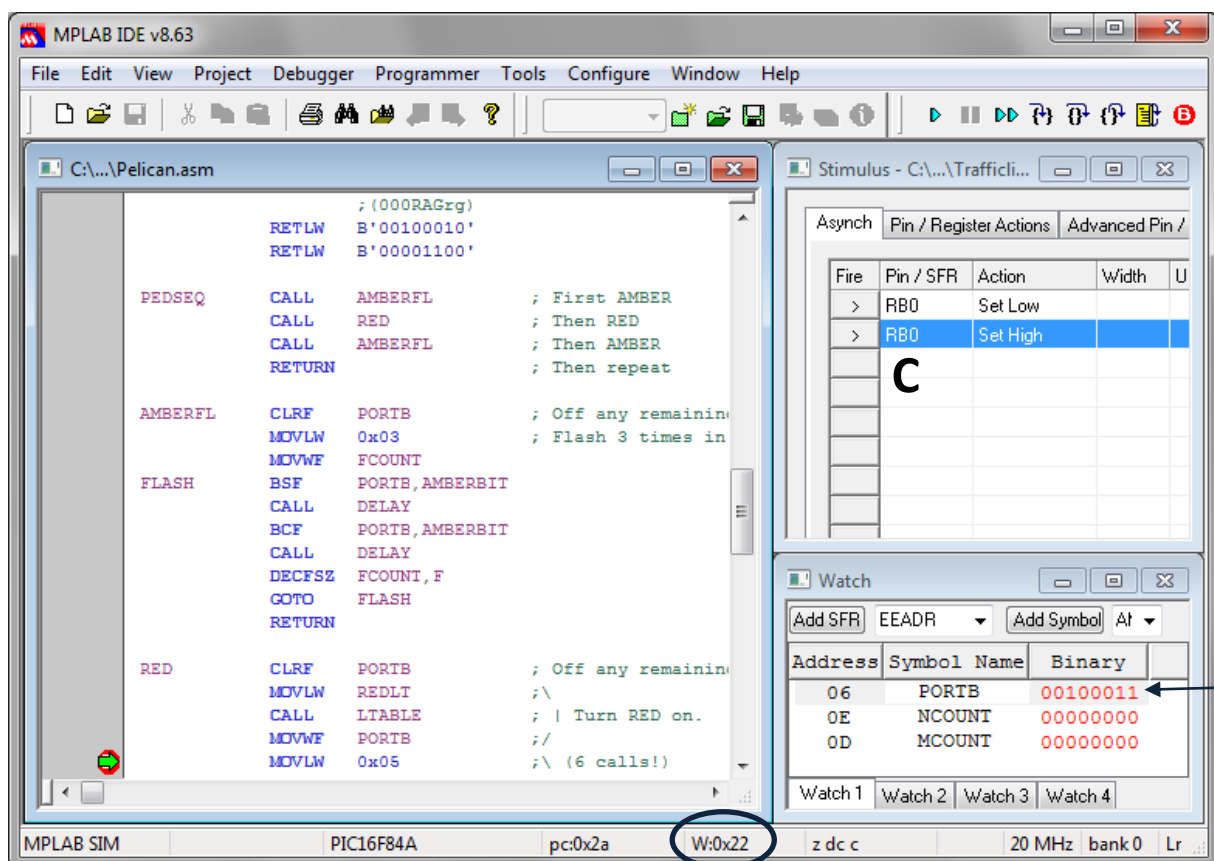 MPLAB IDE v8.63
File Edit View Project Debugger Programmer Tools Configure Window Help
C:\...\Pelican.asm
;(000RAGrg)
RETLW B'00100010'
RETLW B'00001100'
PEDSEQ CALL AMBERFL ; First AMBER
CALL RED ; Then RED
CALL AMBERFL ; Then AMBER
RETURN ; Then repeat
AMBERFL CLRF PORTB ; Off any remainin
MOVLW 0x03 ; Flash 3 times in
MOVWF FCOUNT
FLASH BSF PORTB,AMBERBIT
CALL DELAY
BCF PORTB,AMBERBIT
CALL DELAY
DECFSZ FCOUNT,F
GOTO FLASH
RETURN
RED CLRF PORTB ; Off any remainin
MOVLW REDLT ;\
CALL LTABLE ; | Turn RED on.
MOVWF PORTB ;/
MOVLW 0x05 ;\ (6 calls!)
Stimulus - C:\...\Trafficli...
Asynch Pin / Register Actions Advanced Pin /
Fire Pin / SFR Action Width U
> RB0 Set Low
> RB0 Set High
C
Watch
Add SFR EEADR Add Symbol
Address Symbol Name Binary
06 PORTB 00100011
0E NCOUNT 00000000
0D MCOUNT 00000000
Watch 1 Watch 2 Watch 3 Watch 4
MPLAB SIM PIC16F84A pc:0x2a W:0x22 z dc c 20 MHz bank 0 Lr